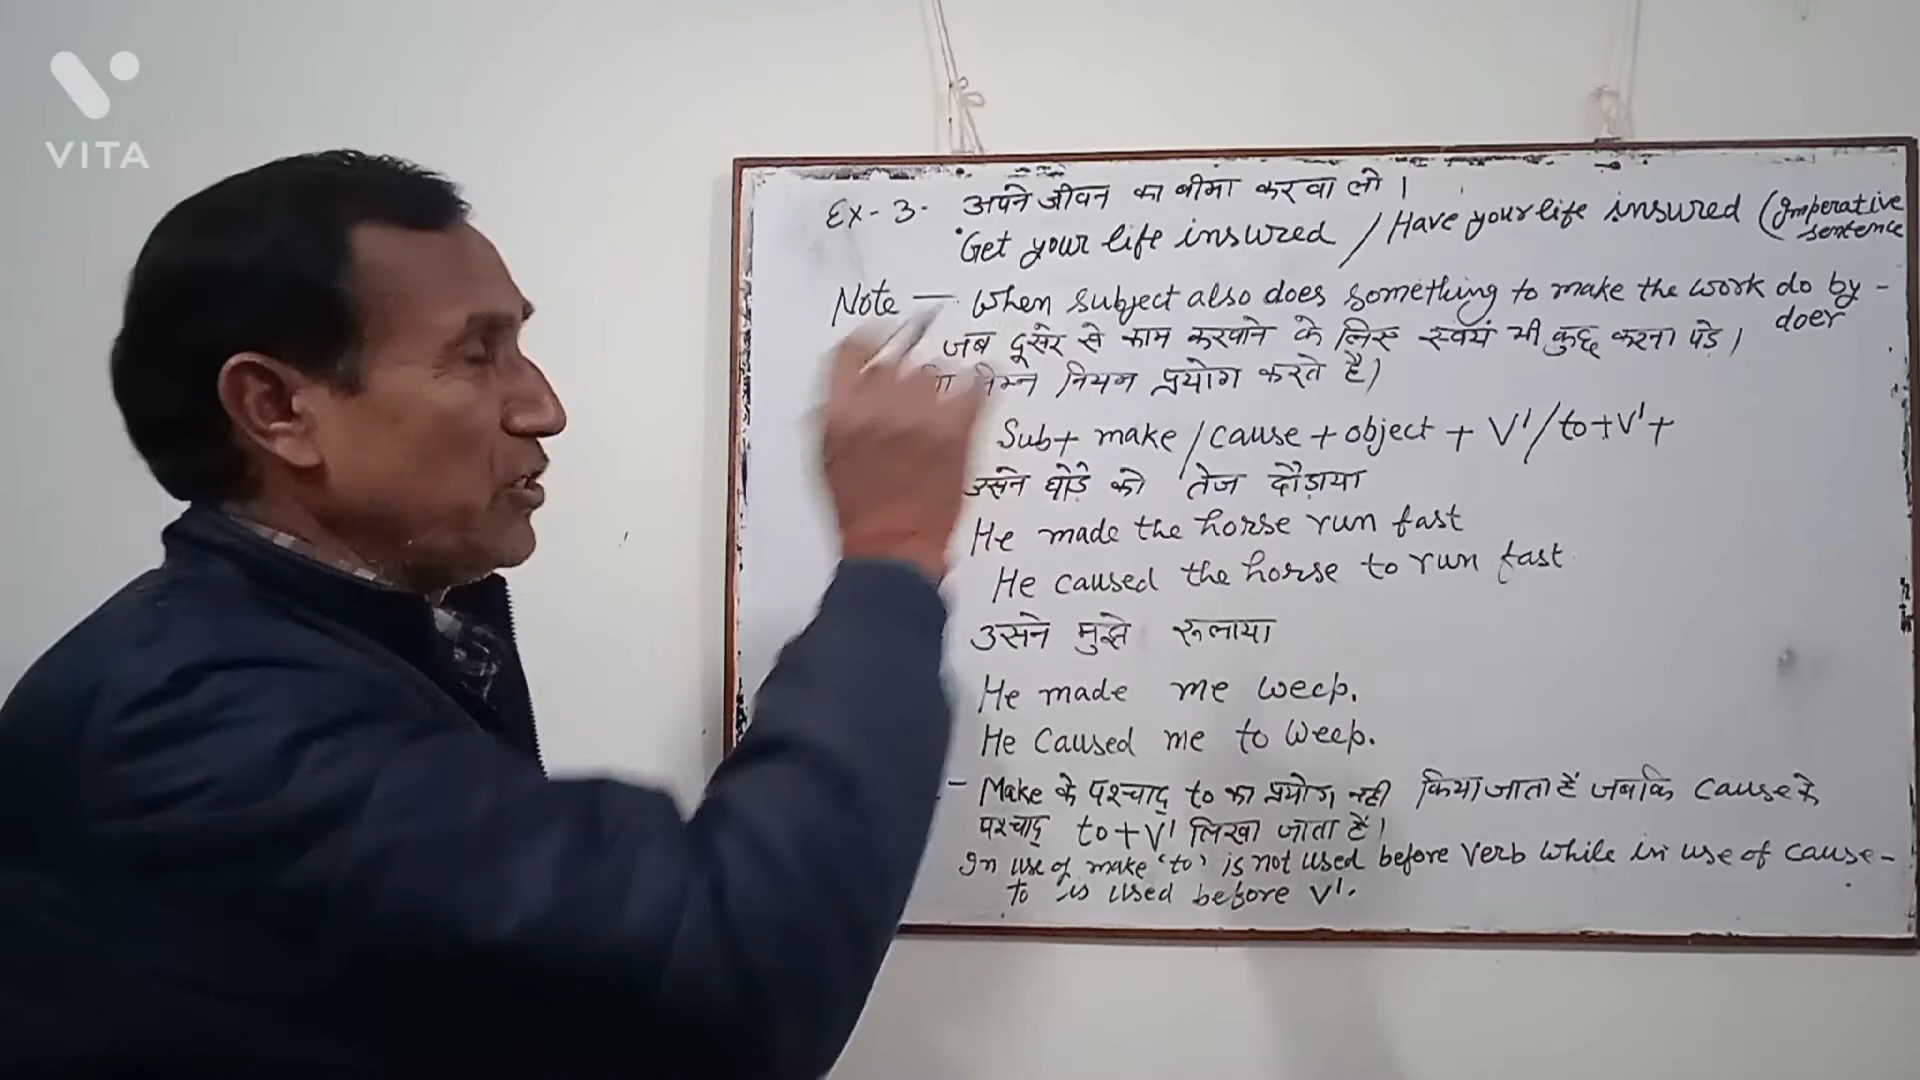 VITA
Ex-3- अपने जीवन का बीमा करवा लो।
Get your life insured / Have your life insured (Imperative
sentence
Note - When subject also does something to make the work do by -
doer
जब दूसरे से काम करवाने के लिए स्वयं भी कुछ करना पड़े।
निम्न नियम प्रयोग करते हैं)
Sub+ make / cause + object + V¹/to+V¹+
उसने घोड़े को तेज दौड़ाया
He made the horse run fast
He caused the horse to run fast.
उसने मुझे रूलाया
He made me weep.
He caused me to weep.
- Make के पश्चाद् to का प्रयोग नही किया जाता हैं जबकि cause के
पश्चाद् to+V¹ लिखा जाता हैं।
In use of make 'to' is not used before verb while in use of cause -
to is used before V¹.